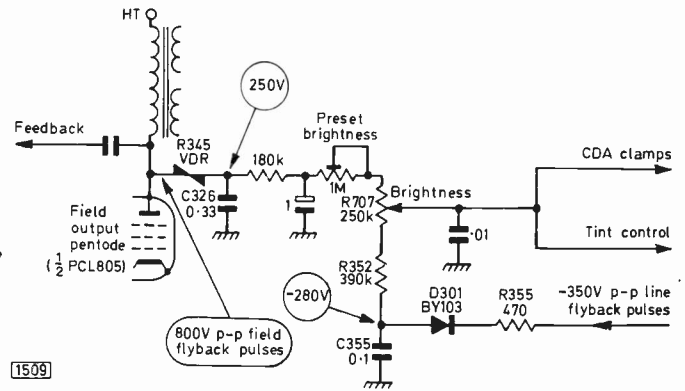 HT
250V
Feedback
R345
VDR
180k
Preset
brightness
1M
CDA clamps
C326
0·33
1
R707
250k
Brightness
·01
Tint control
Field
output
pentode
(½ PCL805)
R352
390k
-280V
D301
BY103
R355
470
-350V p-p line
flyback pulses
800V p-p field
flyback pulses
C355
0·1
1509